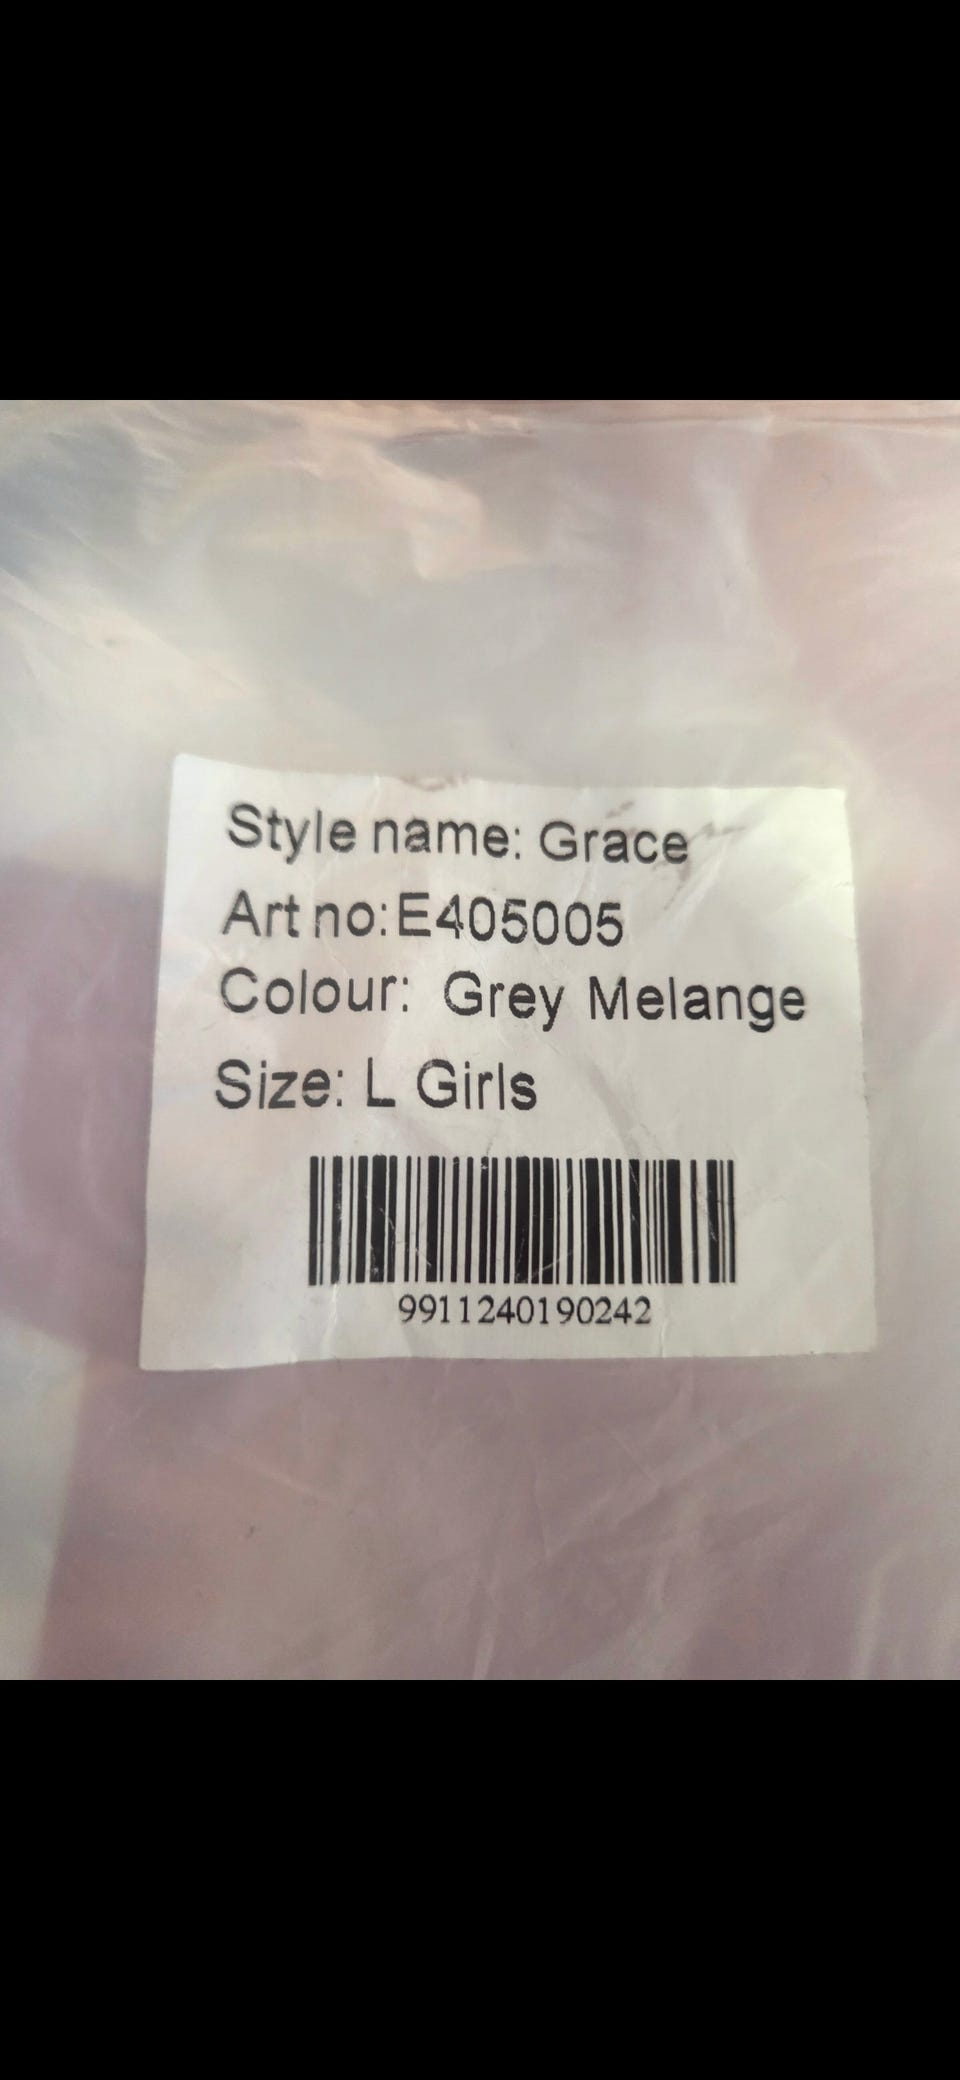 Style name: Grace
Art no: E405005
Colour: Grey Melange
Size: L Girls
9911240190242